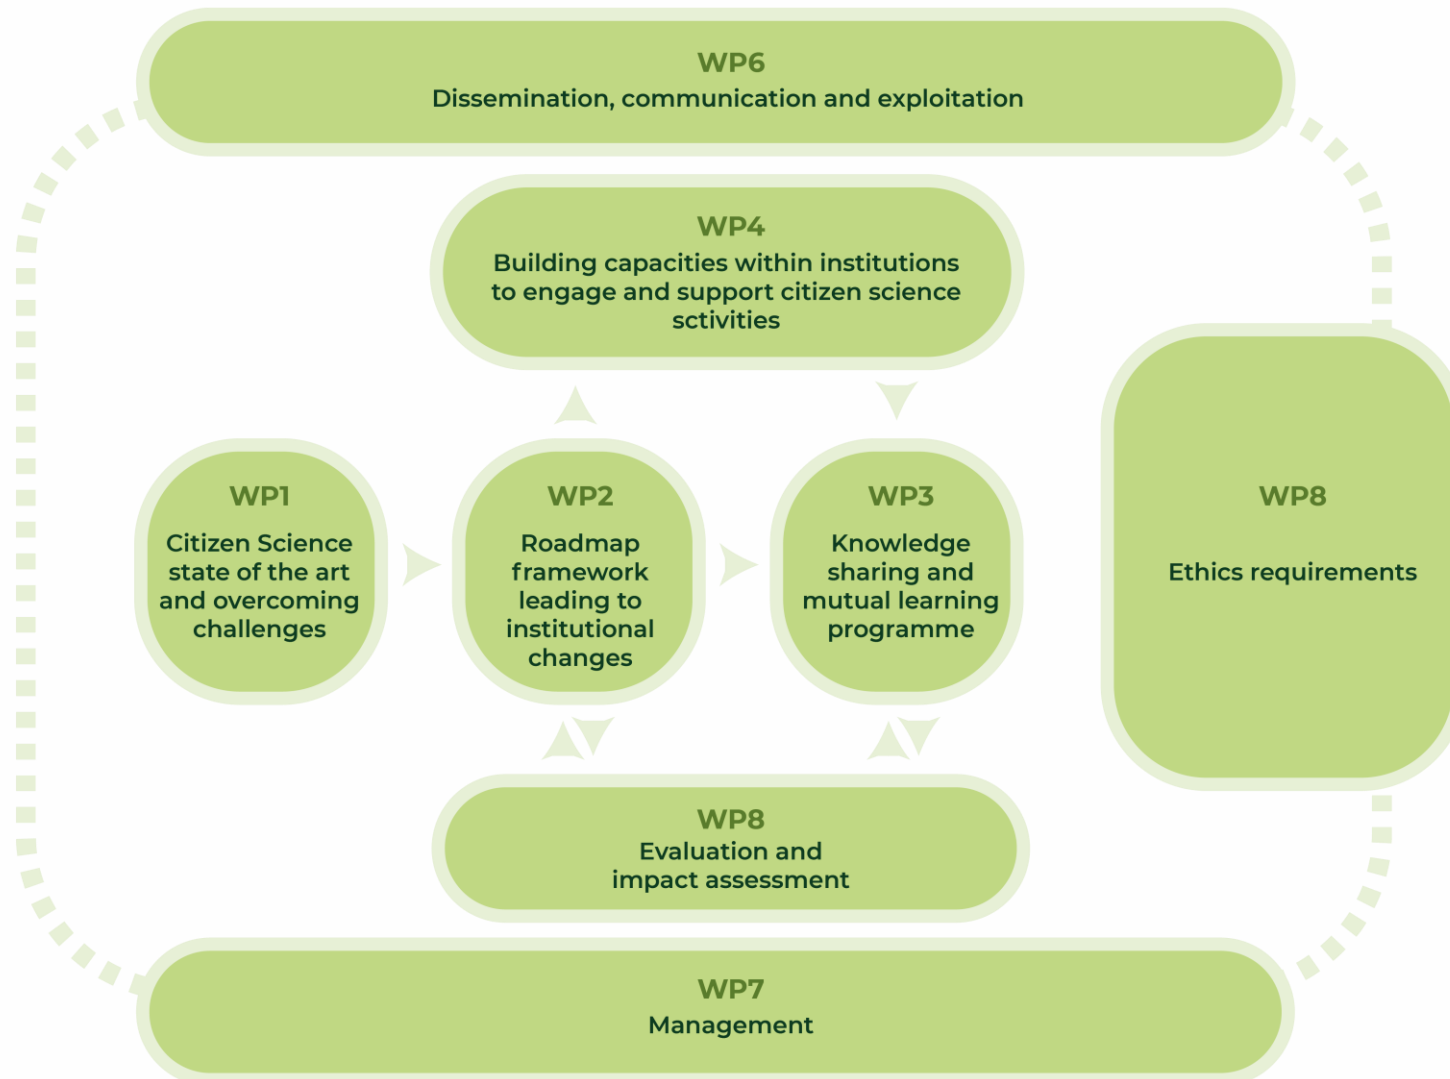 WP6
Dissemination, communication and exploitation
WP4
Building capacities within institutions
to engage and support citizen science
sctivities
WP1
Citizen Science
state of the art
and overcoming
challenges
WP2
Roadmap
framework
leading to
institutional
changes
WP3
Knowledge
sharing and
mutual learning
programme
WP8
Ethics requirements
WP8
Evaluation and
impact assessment
WP7
Management